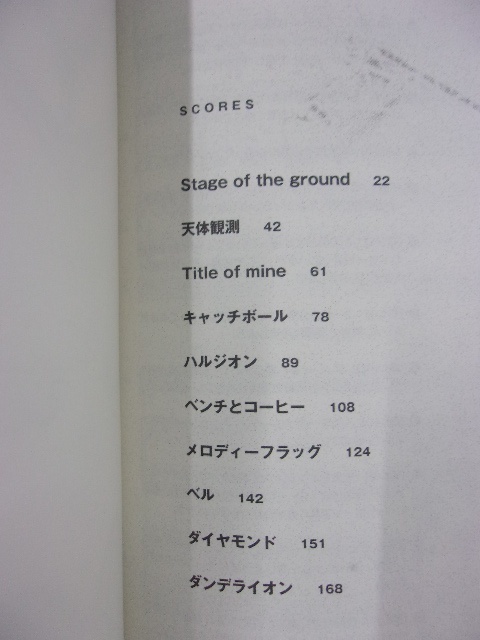 SCORES
Stage of the ground 22
天体観測 42
Title of mine 61
キャッチボール 78
ハルジオン 89
ベンチとコーヒー 108
メロディーフラッグ 124
ベル 142
ダイヤモンド 151
ダンデライオン 168